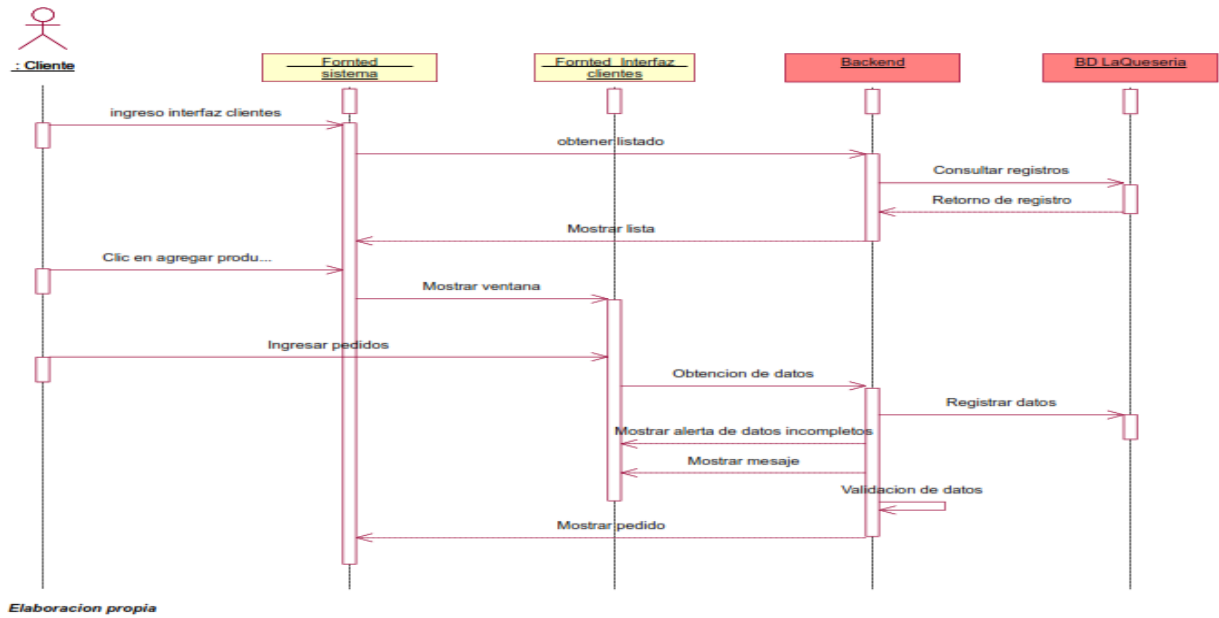 : Cliente
Fornted
sistema
Fornted Interfaz
clientes
Backend
BD LaQueseria
ingreso interfaz clientes
obtener listado
Consultar registros
Retorno de registro
Mostrar lista
Clic en agregar produ...
Mostrar ventana
Ingresar pedidos
Obtencion de datos
Registrar datos
Mostrar alerta de datos incompletos
Mostrar mesaje
Validacion de datos
Mostrar pedido
Elaboracion propia